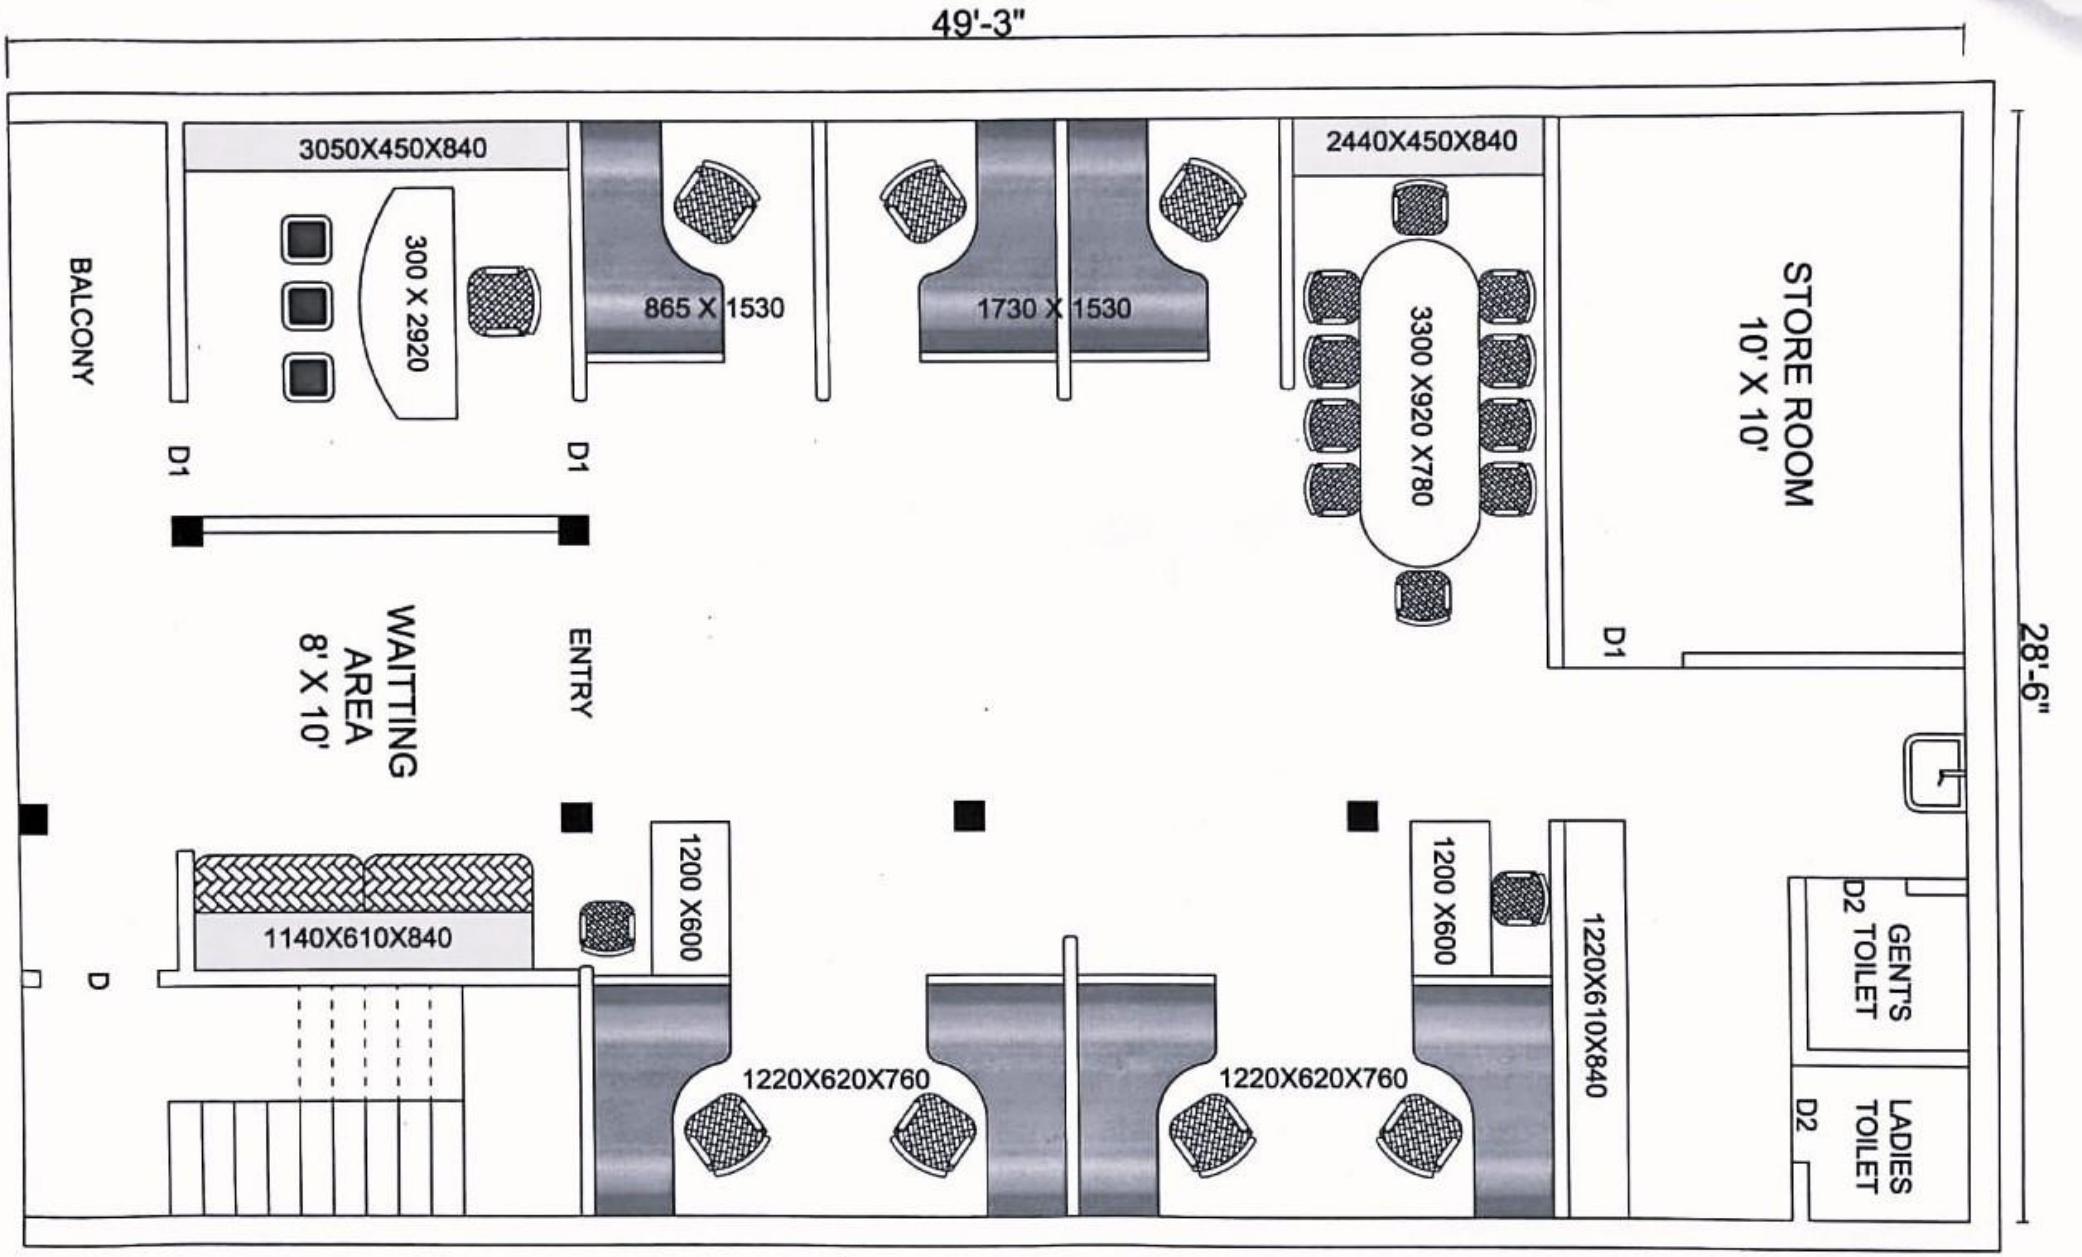 49'-3"
3050X450X840
2440X450X840
BALCONY
300 X 2920
865 X 1530
1730 X 1530
3300 X920 X780
STORE ROOM
10' X 10'
D1
D1
WAITTING
AREA
8' X 10'
ENTRY
D1
28'-6"
1200 X600
1200 X600
1140X610X840
D
1220X610X840
D2
GENT'S
TOILET
1220X620X760
1220X620X760
D2
LADIES
TOILET